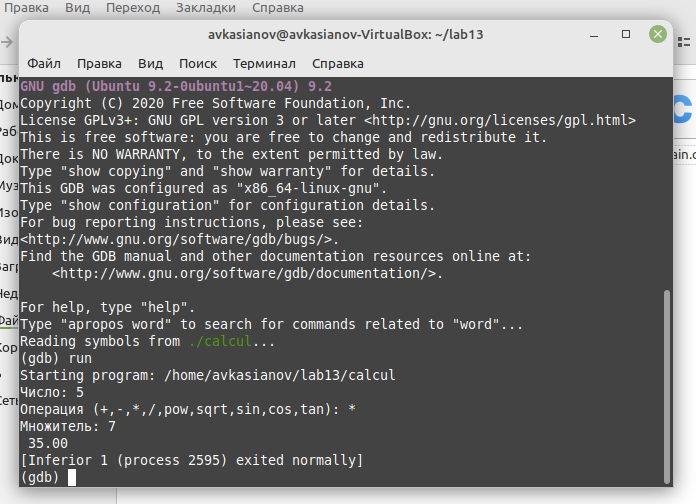 Правка Вид Переход Закладки Справка
avkasianov@avkasianov-VirtualBox: ~/lab13
Файл Правка Вид Поиск Терминал Справка
GNU gdb (Ubuntu 9.2-0ubuntu1~20.04) 9.2
Copyright (C) 2020 Free Software Foundation, Inc.
License GPLv3+: GNU GPL version 3 or later <http://gnu.org/licenses/gpl.html>
This is free software: you are free to change and redistribute it.
There is NO WARRANTY, to the extent permitted by law.
Type "show copying" and "show warranty" for details.
This GDB was configured as "x86_64-linux-gnu".
Type "show configuration" for configuration details.
For bug reporting instructions, please see:
<http://www.gnu.org/software/gdb/bugs/>.
Find the GDB manual and other documentation resources online at:
    <http://www.gnu.org/software/gdb/documentation/>.
For help, type "help".
Type "apropos word" to search for commands related to "word"...
Reading symbols from ./calcul...
(gdb) run
Starting program: /home/avkasianov/lab13/calcul
Число: 5
Операция (+,-,*,/,pow,sqrt,sin,cos,tan): *
Множитель: 7
 35.00
[Inferior 1 (process 2595) exited normally]
(gdb)